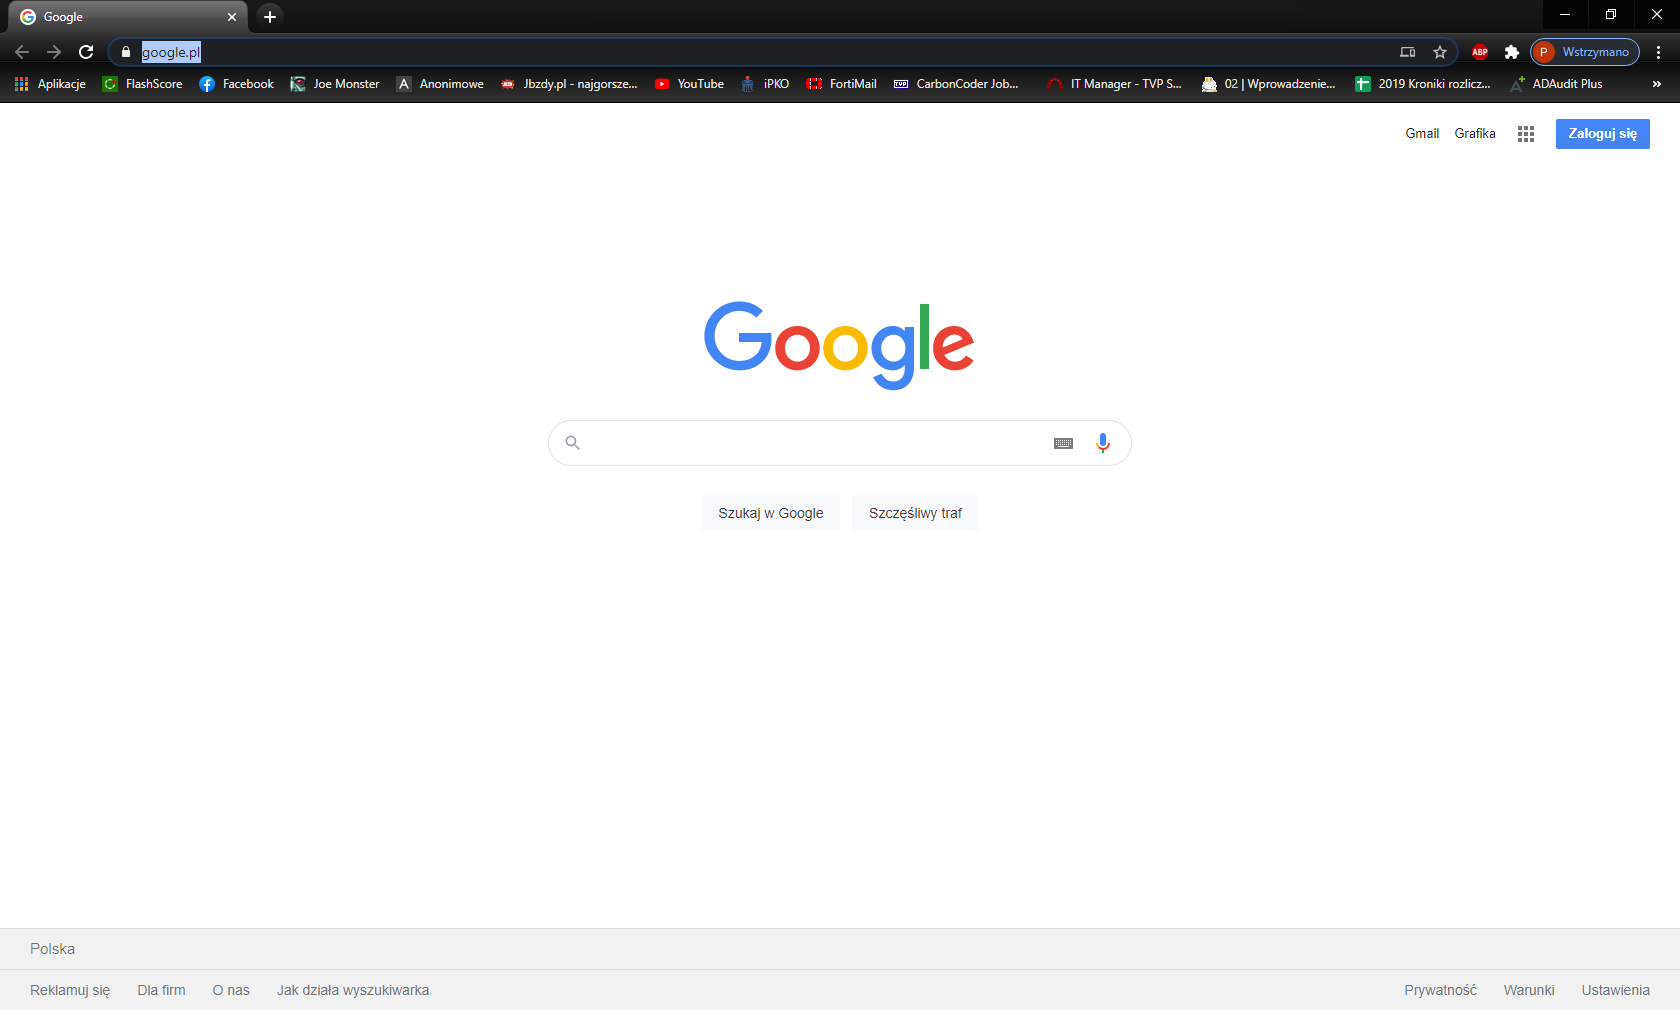 Google
google.pl
ABP
P Wstrzymano
Aplikacje FlashScore Facebook Joe Monster A Anonimowe Jbzdy.pl - najgorsze... YouTube iPKO FortiMail CarbonCoder Job... IT Manager - TVP S... 02 | Wprowadzenie... 2019 Kroniki rozlicz... ADAudit Plus »
Gmail Grafika Zaloguj się
Google
Szukaj w Google Szczęśliwy traf
Polska
Reklamuj się Dla firm O nas Jak działa wyszukiwarka Prywatność Warunki Ustawienia